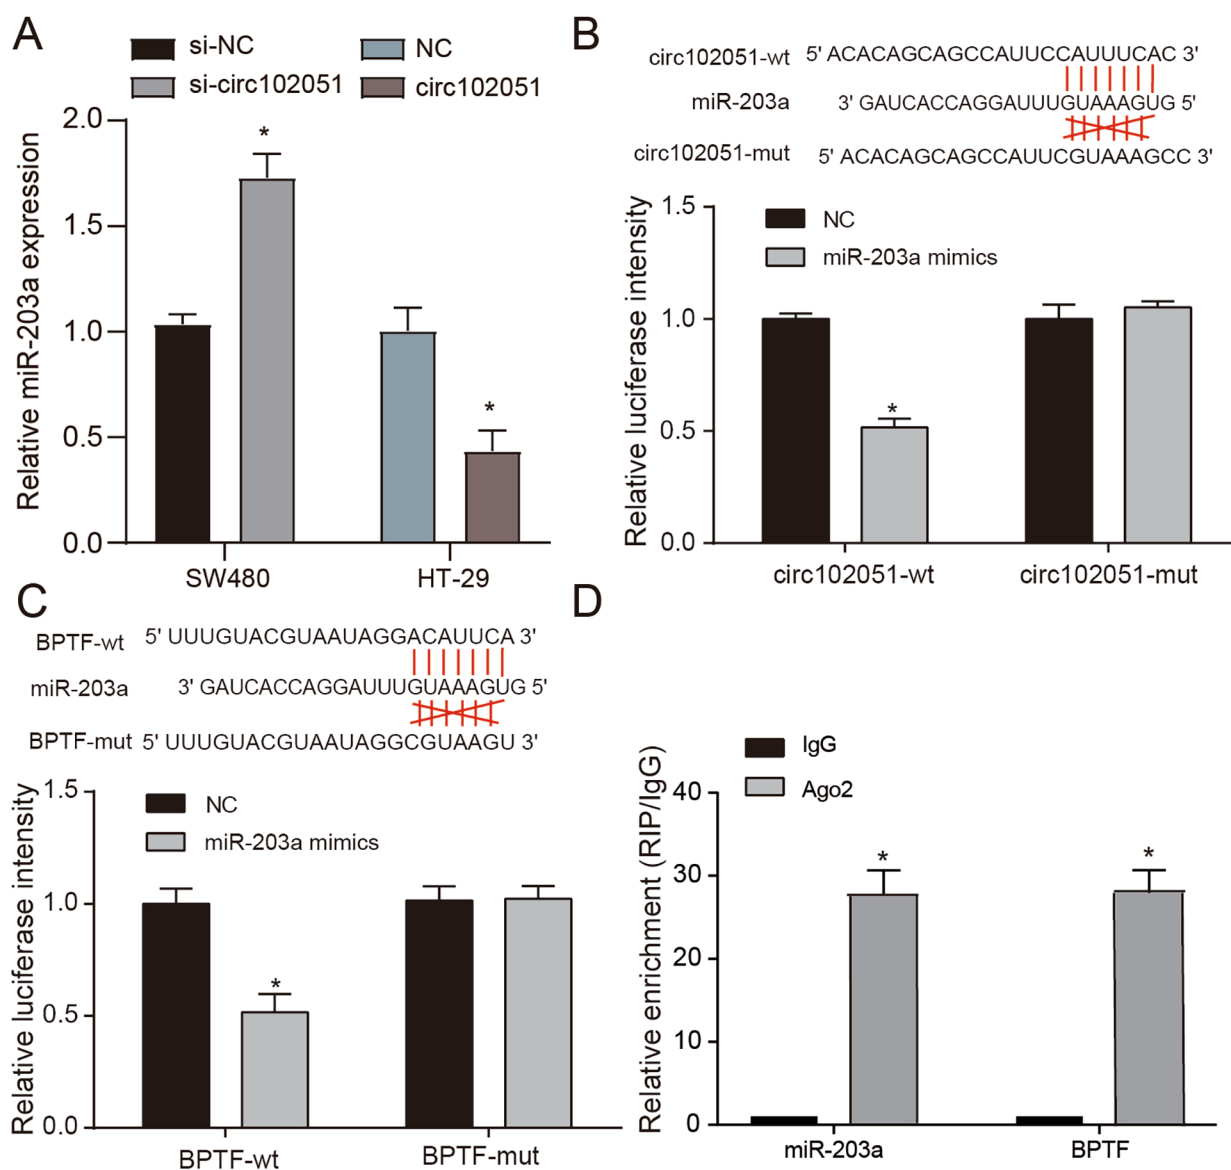 A
si-NC
NC
si-circ102051
circ102051
Relative miR-203a expression
2.0
1.5
1.0
0.5
0.0
*
*
SW480
HT-29
B
circ102051-wt 5' ACACAGCAGCCAUUCCAUUUCAC 3'
miR-203a 3' GAUCACCAGGAUUUGUAAAGUG 5'
circ102051-mut 5' ACACAGCAGCCAUUCGUAAAGCC 3'
Relative luciferase intensity
1.5
1.0
0.5
0.0
NC
miR-203a mimics
*
circ102051-wt
circ102051-mut
C
BPTF-wt 5' UUUGUACGUAAUAGGACAUUCA 3'
miR-203a 3' GAUCACCAGGAUUUGUAAAGUG 5'
BPTF-mut 5' UUUGUACGUAAUAGGCGUAAGU 3'
Relative luciferase intensity
1.5
1.0
0.5
0.0
NC
miR-203a mimics
*
BPTF-wt
BPTF-mut
D
IgG
Ago2
Relative enrichment (RIP/IgG)
40
30
20
10
0
*
*
miR-203a
BPTF